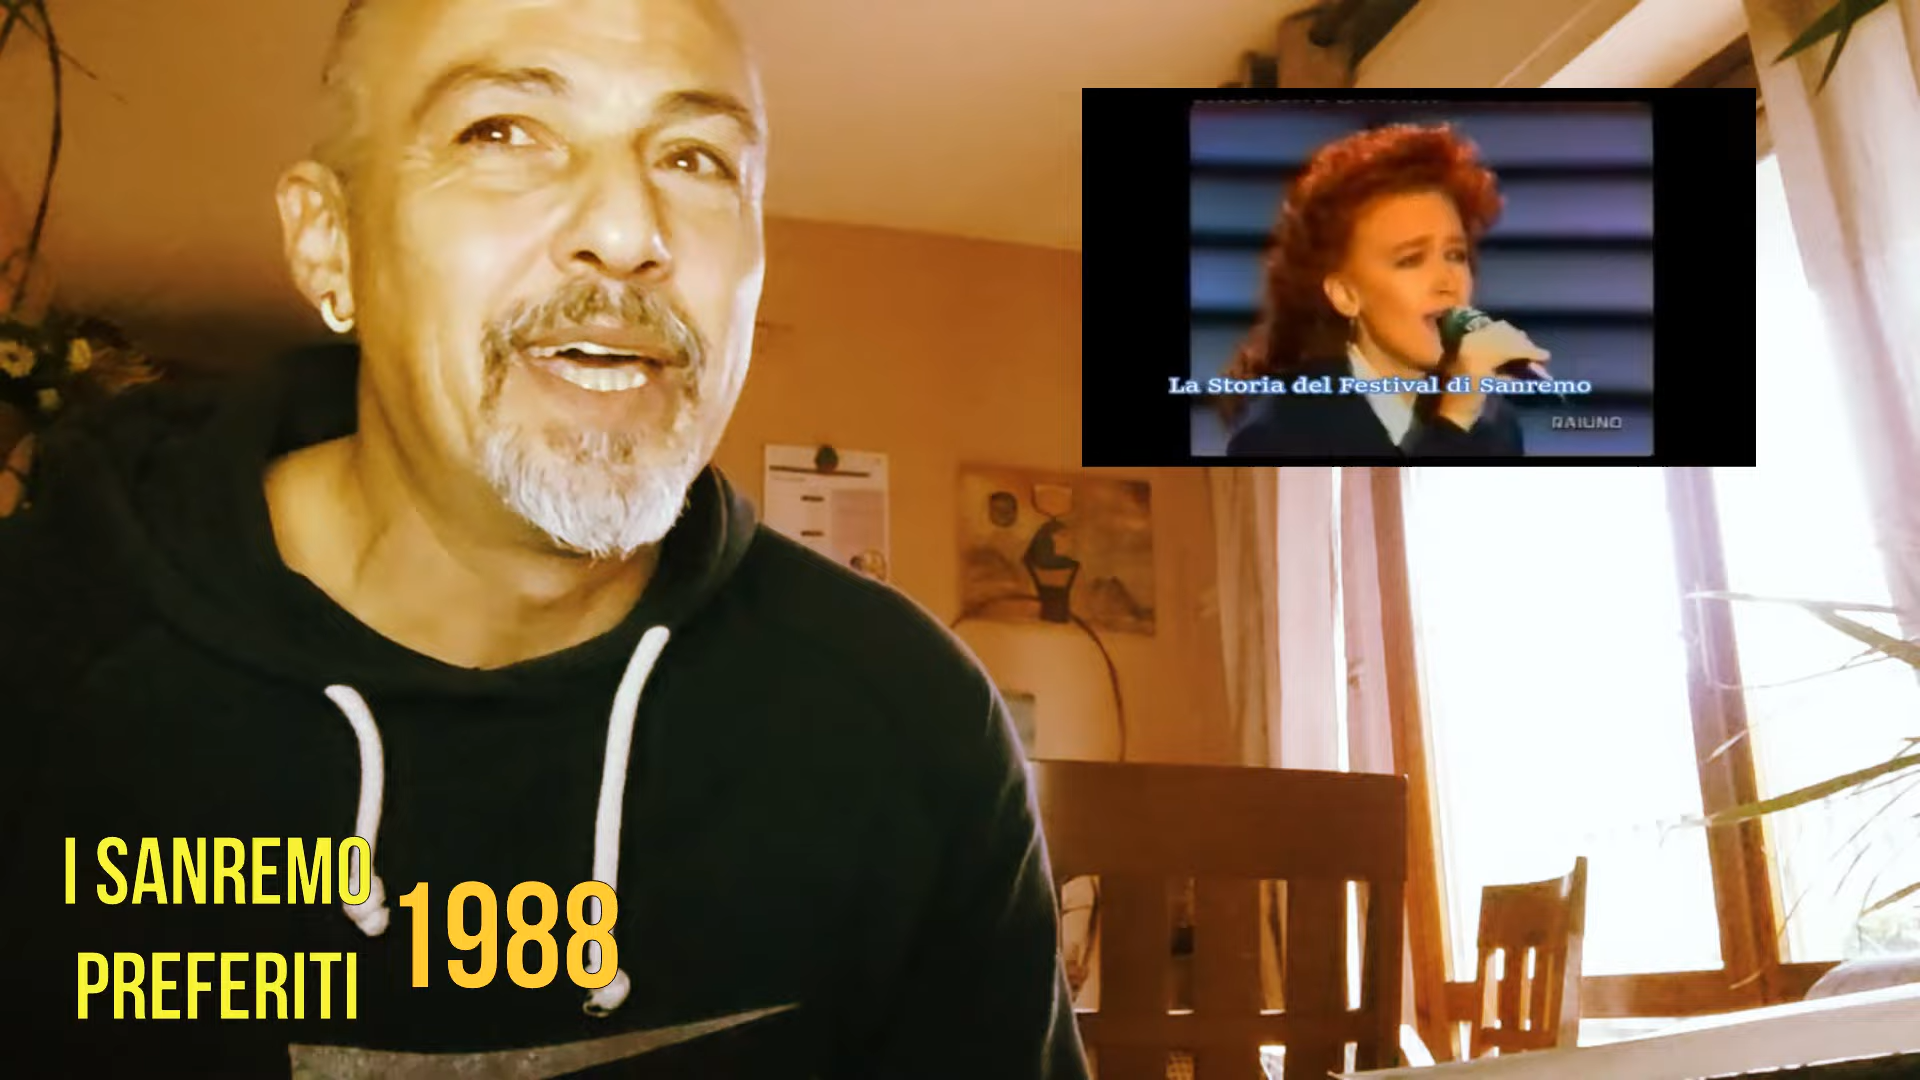 La Storia del Festival di Sanremo
RAIUNO
I SANREMO
PREFERITI
1988